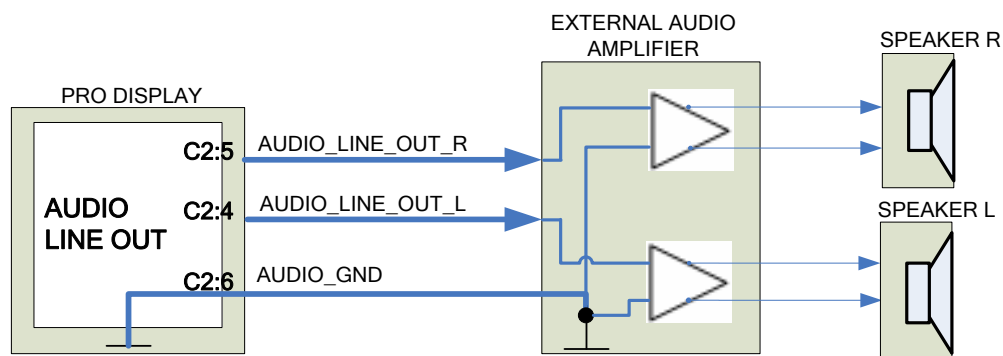 EXTERNAL AUDIO
AMPLIFIER
SPEAKER R
PRO DISPLAY
C2:5
AUDIO_LINE_OUT_R
AUDIO
LINE OUT
C2:4
AUDIO_LINE_OUT_L
SPEAKER L
C2:6
AUDIO_GND